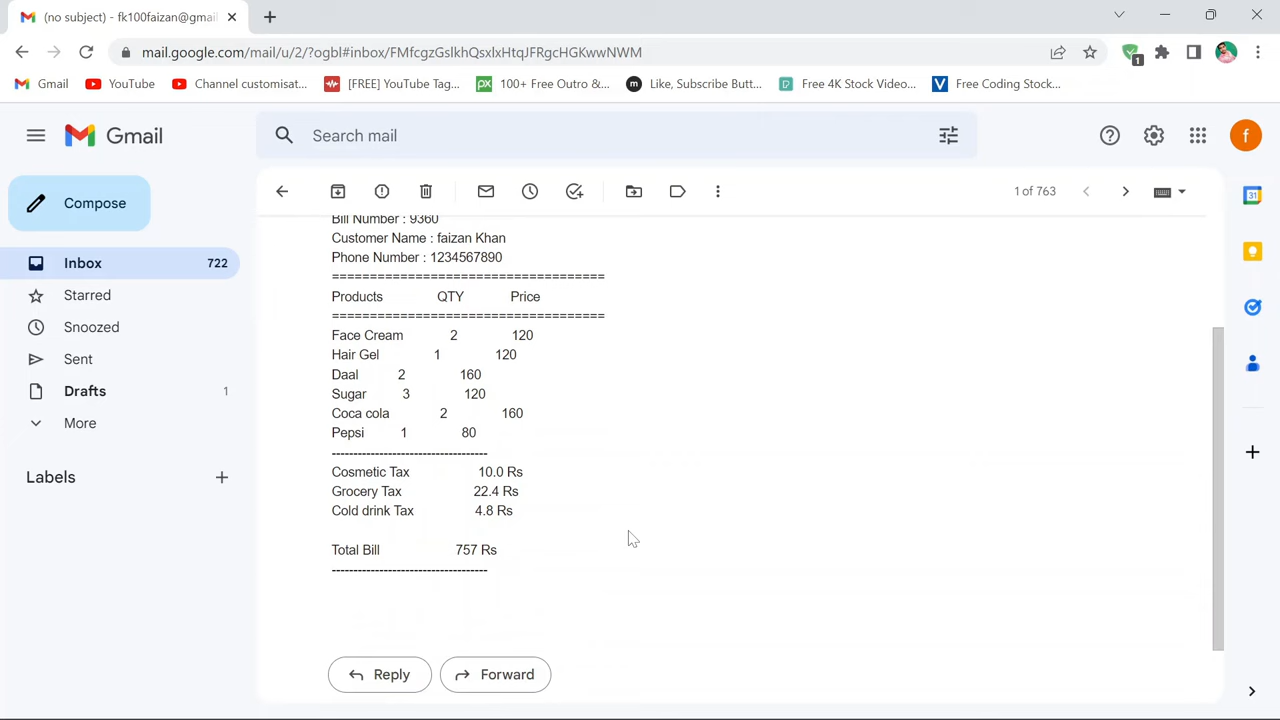 (no subject) - fk100faizan@gmai
mail.google.com/mail/u/2/?ogbl#inbox/FMfcgzGslkhQsxlxHtqJFRgcHGKwwNWM
1
Gmail YouTube Channel customisat... [FREE] YouTube Tag... 100+ Free Outro &... Like, Subscribe Butt... Free 4K Stock Video... Free Coding Stock...
Gmail
Search mail
f
Compose
1 of 763
Inbox 722
Starred
Snoozed
Sent
Drafts 1
More
Labels
31
Bill Number : 9360
Customer Name : faizan Khan
Phone Number : 1234567890
===================================
Products QTY Price
===================================
Face Cream 2 120
Hair Gel 1 120
Daal 2 160
Sugar 3 120
Coca cola 2 160
Pepsi 1 80
------------------------------------
Cosmetic Tax 10.0 Rs
Grocery Tax 22.4 Rs
Cold drink Tax 4.8 Rs
Total Bill 757 Rs
------------------------------------
Reply Forward